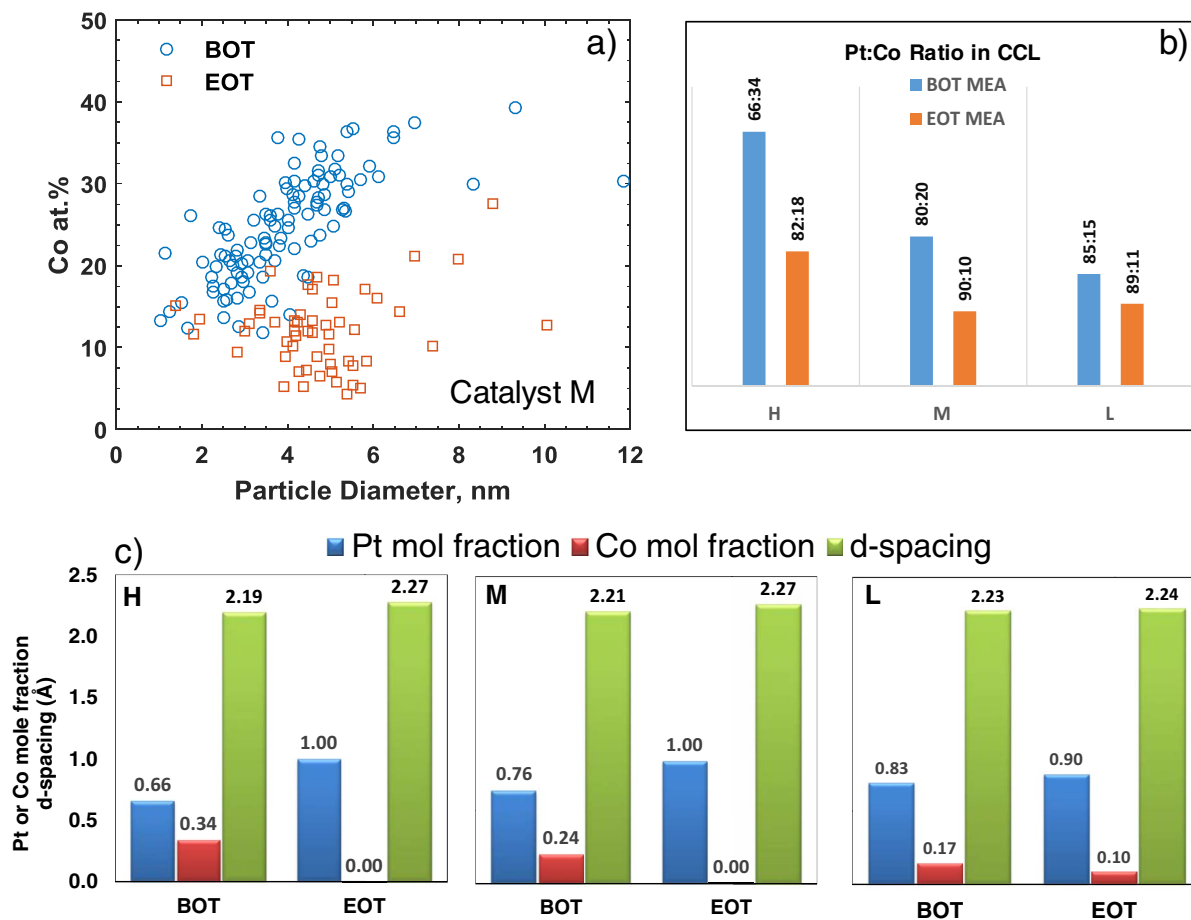 a)
BOT
EOT
50
40
30
20
10
0
Co at.%
Catalyst M
0 2 4 6 8 10 12
Particle Diameter, nm
b)
Pt:Co Ratio in CCL
BOT MEA
EOT MEA
66:34
82:18
80:20
90:10
85:15
89:11
H M L
c)
Pt mol fraction Co mol fraction d-spacing
Pt or Co mole fraction
d-spacing (Å)
2.5
2.0
1.5
1.0
0.5
0.0
H
0.66 0.34 2.19 1.00 0.00 2.27
BOT EOT
M
0.76 0.24 2.21 1.00 0.00 2.27
BOT EOT
L
0.83 0.17 2.23 0.90 0.10 2.24
BOT EOT